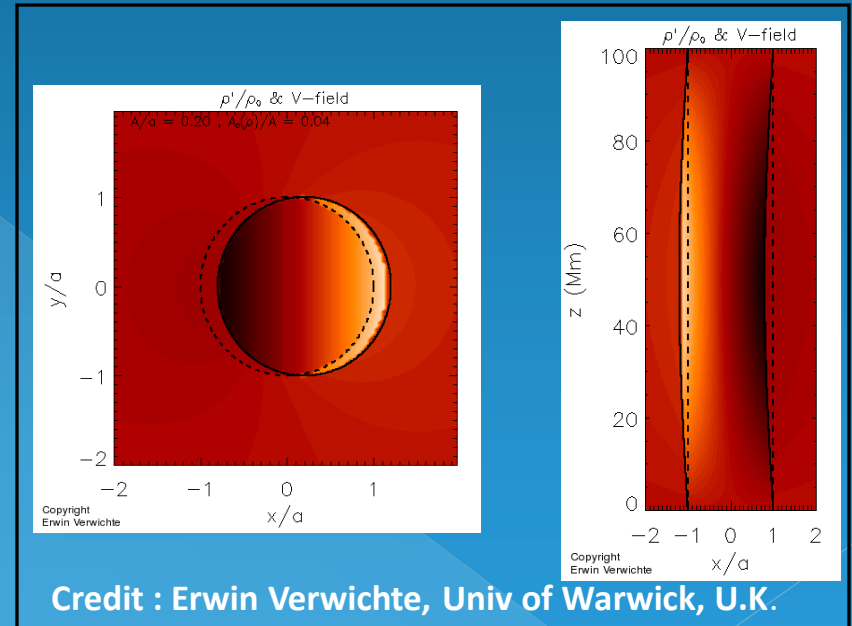 ρ'/ρ₀ & V-field
A/a = 0.20 , A₀(ρ)/A = 0.04
y/a
1
0
−1
−2
−2 −1 0 1
x/a
Copyright
Erwin Verwichte
ρ'/ρ₀ & V-field
z (Mm)
100
80
60
40
20
0
−2 −1 0 1 2
x/a
Copyright
Erwin Verwichte
Credit : Erwin Verwichte, Univ of Warwick, U.K.